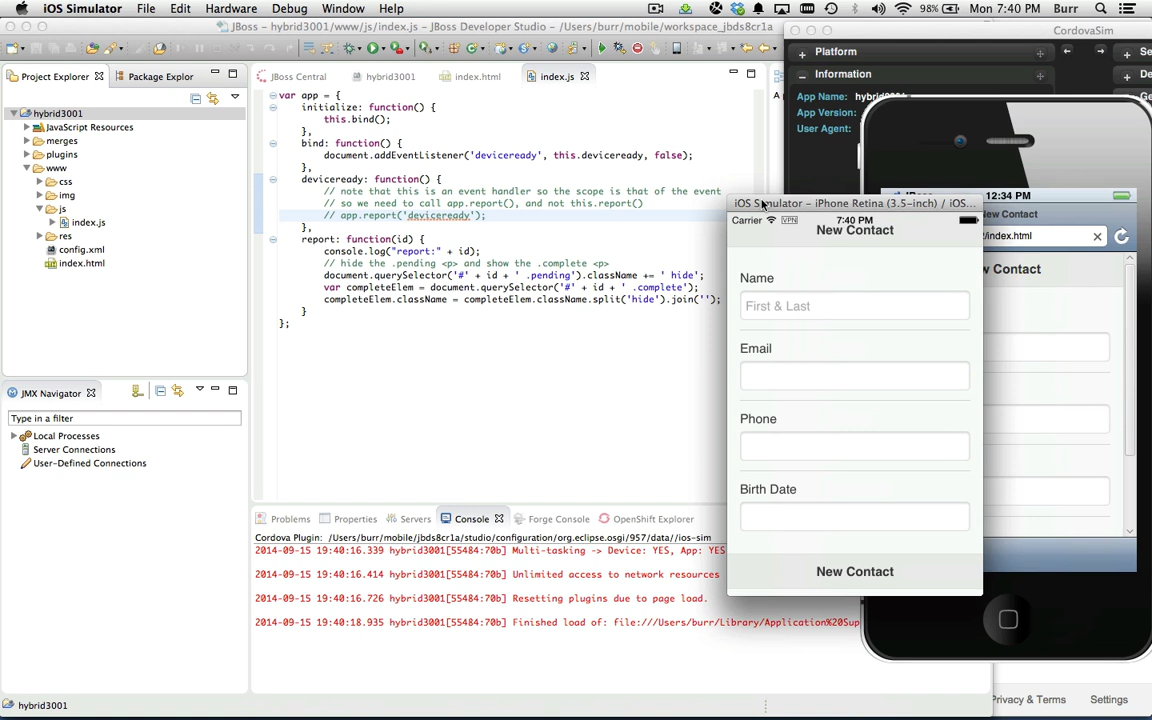 iOS Simulator File Edit Hardware Debug Window Help 98% Mon 7:40 PM Burr
JBoss - hybrid3001/www/js/index.js - JBoss Developer Studio - /Users/burr/mobile/workspace_jbds8cr1a
CordovaSim
Project Explorer
Package Explorer
hybrid3001
JavaScript Resources
merges
plugins
www
css
img
js
index.js
res
config.xml
index.html
JMX Navigator
Type in a filter
Local Processes
Server Connections
User-Defined Connections
hybrid3001
JBoss Central hybrid3001 index.html index.js
var app = {
initialize: function() {
this.bind();
},
bind: function() {
document.addEventListener('deviceready', this.deviceready, false);
},
deviceready: function() {
// note that this is an event handler so the scope is that of the event
// so we need to call app.report(), and not this.report()
// app.report('deviceready');
},
report: function(id) {
console.log("report:" + id);
// hide the .pending <p> and show the .complete <p>
document.querySelector('#' + id + ' .pending').className += ' hide';
var completeElem = document.querySelector('#' + id + ' .complete');
completeElem.className = completeElem.className.split('hide').join('');
}
};
Problems Properties Servers Console Forge Console OpenShift Explorer
Cordova Plugin: /Users/burr/mobile/jbds8cr1a/studio/configuration/org.eclipse.osgi/957/data//ios-sim
2014-09-15 19:40:16.339 hybrid3001[55484:70b] Multi-tasking -> Device: YES, App: YES
2014-09-15 19:40:16.414 hybrid3001[55484:70b] Unlimited access to network resources
2014-09-15 19:40:16.726 hybrid3001[55484:70b] Resetting plugins due to page load.
2014-09-15 19:40:18.935 hybrid3001[55484:70b] Finished load of: file:///Users/burr/Library/Application%20Sup
Platform
Information
App Name:
App Version:
User Agent:
iOS Simulator - iPhone Retina (3.5-inch) / iOS...
Carrier VPN 7:40 PM
New Contact
Name
First & Last
Email
Phone
Birth Date
New Contact
12:34 PM
New Contact
/index.html
w Contact
Privacy & Terms Settings